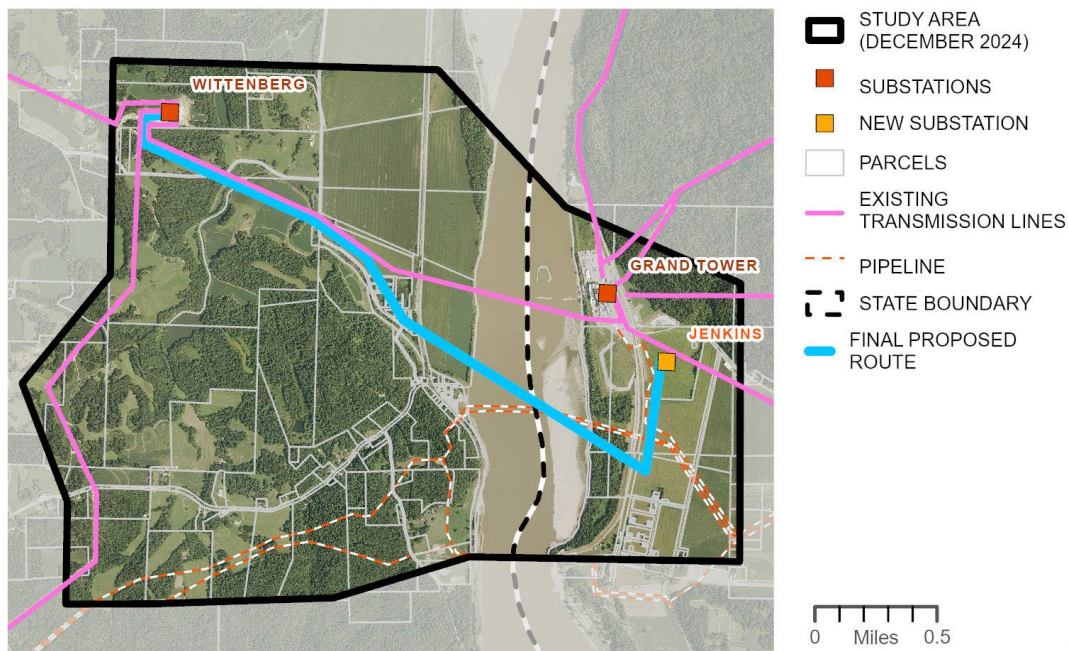 WITTENBERG
GRAND TOWER
JENKINS
STUDY AREA
(DECEMBER 2024)
SUBSTATIONS
NEW SUBSTATION
PARCELS
EXISTING
TRANSMISSION LINES
PIPELINE
STATE BOUNDARY
FINAL PROPOSED
ROUTE
0 Miles 0.5